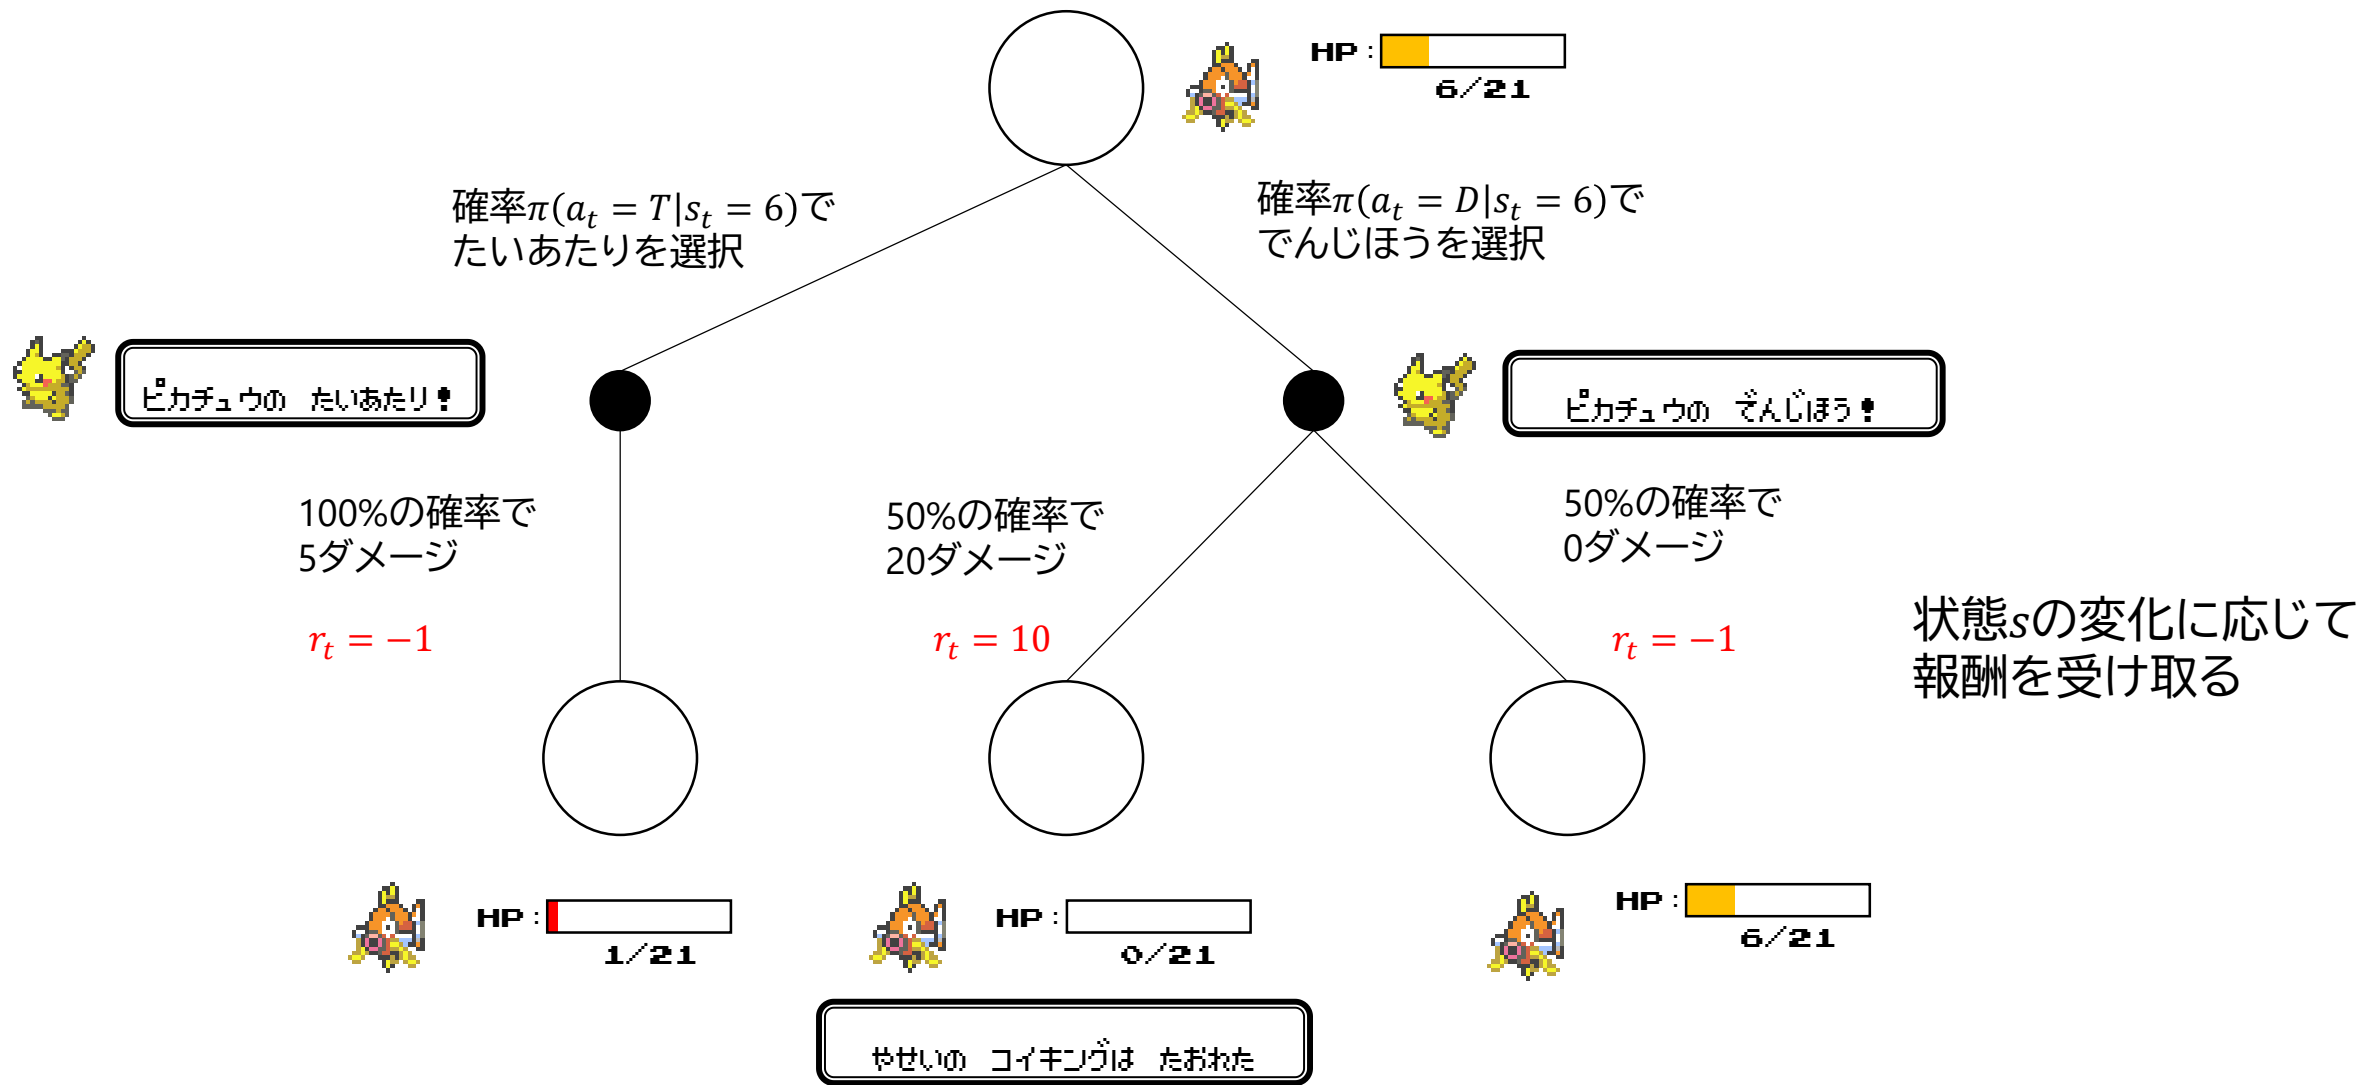 HP :
6/21
確率π(a_t = T|s_t = 6)で
たいあたりを選択
確率π(a_t = D|s_t = 6)で
でんじほうを選択
ピカチュウの たいあたり!
ピカチュウの でんじほう!
100%の確率で
5ダメージ
50%の確率で
20ダメージ
50%の確率で
0ダメージ
r_t = −1
r_t = 10
r_t = −1
状態sの変化に応じて
報酬を受け取る
HP :
1/21
HP :
0/21
HP :
6/21
やせいの コイキングは たおれた